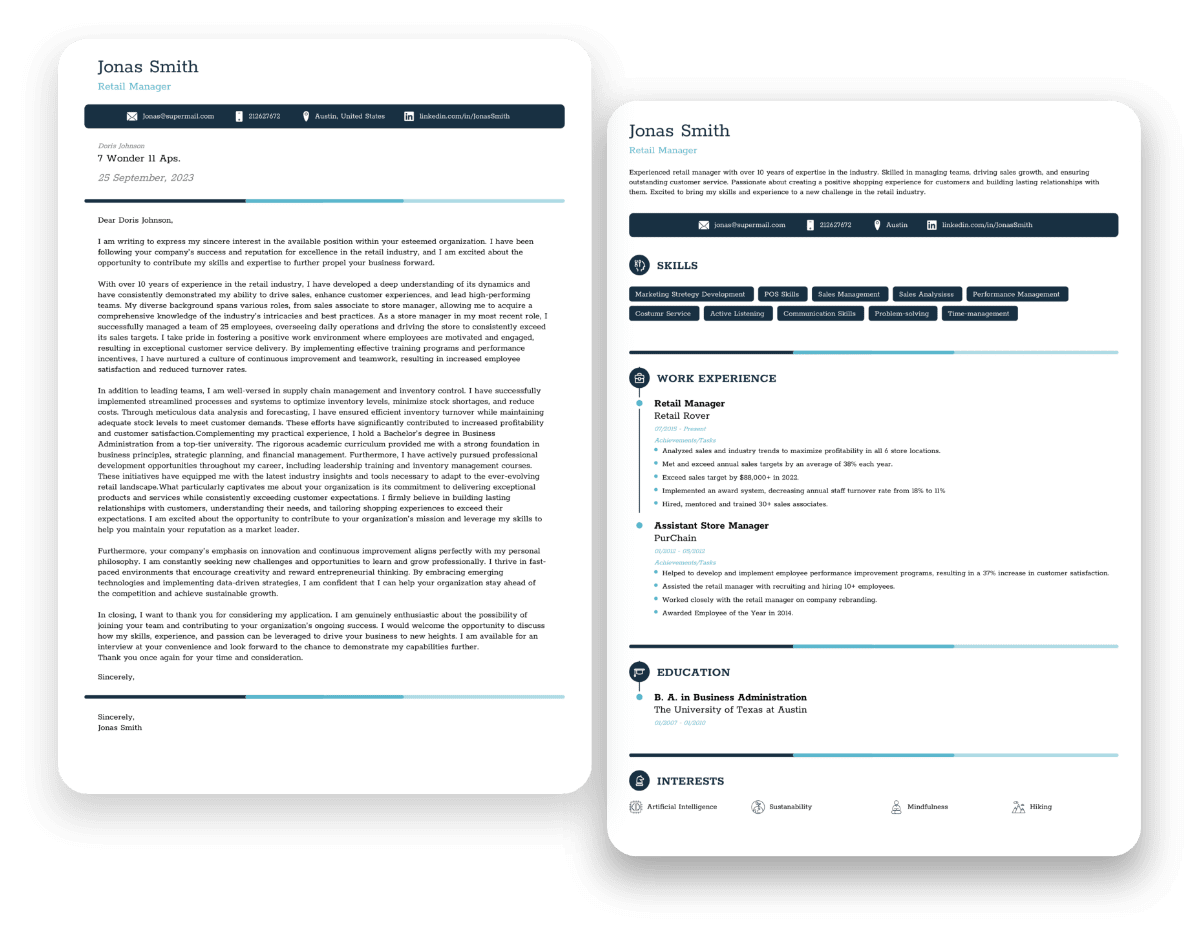 Jonas Smith
Retail Manager
Jonas@supermail.com 212627672 Austin, United States linkedin.com/in/JonasSmith
Doris Johnson
7 Wonder 11 Aps.
25 September, 2023
Dear Doris Johnson,
I am writing to express my sincere interest in the available position within your esteemed organization. I have been
following your company's success and reputation for excellence in the retail industry, and I am excited about the
opportunity to contribute my skills and expertise to further propel your business forward.
With over 10 years of experience in the retail industry, I have developed a deep understanding of its dynamics and
have consistently demonstrated my ability to drive sales, enhance customer experiences, and lead high-performing
teams. My diverse background spans various roles, from sales associate to store manager, allowing me to acquire a
comprehensive knowledge of the industry's intricacies and best practices. As a store manager in my most recent role, I
successfully managed a team of 25 employees, overseeing daily operations and driving the store to consistently exceed
its sales targets. I take pride in fostering a positive work environment where employees are motivated and engaged,
resulting in exceptional customer service delivery. By implementing effective training programs and performance
incentives, I have nurtured a culture of continuous improvement and teamwork, resulting in increased employee
satisfaction and reduced turnover rates.
In addition to leading teams, I am well-versed in supply chain management and inventory control. I have successfully
implemented streamlined processes and systems to optimize inventory levels, minimize stock shortages, and reduce
costs. Through meticulous data analysis and forecasting, I have ensured efficient inventory turnover while maintaining
adequate stock levels to meet customer demands. These efforts have significantly contributed to increased profitability
and customer satisfaction.Complementing my practical experience, I hold a Bachelor's degree in Business
Administration from a top-tier university. The rigorous academic curriculum provided me with a strong foundation in
business principles, strategic planning, and financial management. Furthermore, I have actively pursued professional
development opportunities throughout my career, including leadership training and inventory management courses.
These initiatives have equipped me with the latest industry insights and tools necessary to adapt to the ever-evolving
retail landscape.What particularly captivates me about your organization is its commitment to delivering exceptional
products and services while consistently exceeding customer expectations. I firmly believe in building lasting
relationships with customers, understanding their needs, and tailoring shopping experiences to exceed their
expectations. I am excited about the opportunity to contribute to your organization's mission and leverage my skills to
help you maintain your reputation as a market leader.
Furthermore, your company's emphasis on innovation and continuous improvement aligns perfectly with my personal
philosophy. I am constantly seeking new challenges and opportunities to learn and grow professionally. I thrive in fast-
paced environments that encourage creativity and reward entrepreneurial thinking. By embracing emerging
technologies and implementing data-driven strategies, I am confident that I can help your organization stay ahead of
the competition and achieve sustainable growth.
In closing, I want to thank you for considering my application. I am genuinely enthusiastic about the possibility of
joining your team and contributing to your organization's ongoing success. I would welcome the opportunity to discuss
how my skills, experience, and passion can be leveraged to drive your business to new heights. I am available for an
interview at your convenience and look forward to the chance to demonstrate my capabilities further.
Thank you once again for your time and consideration.
Sincerely,
Sincerely,
Jonas Smith
Jonas Smith
Retail Manager
Experienced retail manager with over 10 years of expertise in the industry. Skilled in managing teams, driving sales growth, and ensuring
outstanding customer service. Passionate about creating a positive shopping experience for customers and building lasting relationships with
them. Excited to bring my skills and experience to a new challenge in the retail industry.
jonas@supermail.com 212627672 Austin linkedin.com/in/JonasSmith
SKILLS
Marketing Stretegy Development POS Skills Sales Management Sales Analysisss Performance Management
Costumr Service Active Listening Communication Skills Problem-solving Time-management
WORK EXPERIENCE
Retail Manager
Retail Rover
07/2015 - Present
Achievements/Tasks
Analyzed sales and industry trends to maximize profitability in all 6 store locations.
Met and exceed annual sales targets by an average of 38% each year.
Exceed sales target by $88,000+ in 2022.
Implemented an award system, decreasing annual staff turnover rate from 18% to 11%
Hired, mentored and trained 30+ sales associates.
Assistant Store Manager
PurChain
01/2012 - 05/2012
Achievements/Tasks
Helped to develop and implement employee performance improvement programs, resulting in a 37% increase in customer satisfaction.
Assisted the retail manager with recruiting and hiring 10+ employees.
Worked closely with the retail manager on company rebranding.
Awarded Employee of the Year in 2014.
EDUCATION
B. A. in Business Administration
The University of Texas at Austin
01/2007 - 01/2010
INTERESTS
Artificial Intelligence Sustanability Mindfulness Hiking